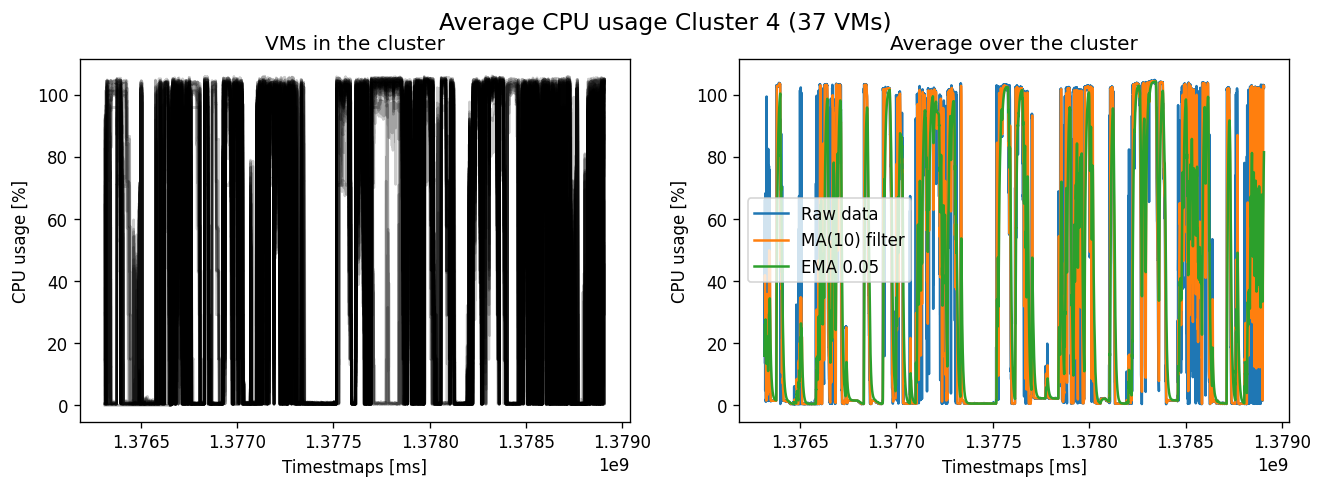 Average CPU usage Cluster 4 (37 VMs)
VMs in the cluster
CPU usage [%]
100
80
60
40
20
0
1.3765 1.3770 1.3775 1.3780 1.3785 1.3790
1e9
Timestmaps [ms]
Average over the cluster
CPU usage [%]
100
80
60
40
20
0
Raw data
MA(10) filter
EMA 0.05
1.3765 1.3770 1.3775 1.3780 1.3785 1.3790
1e9
Timestmaps [ms]